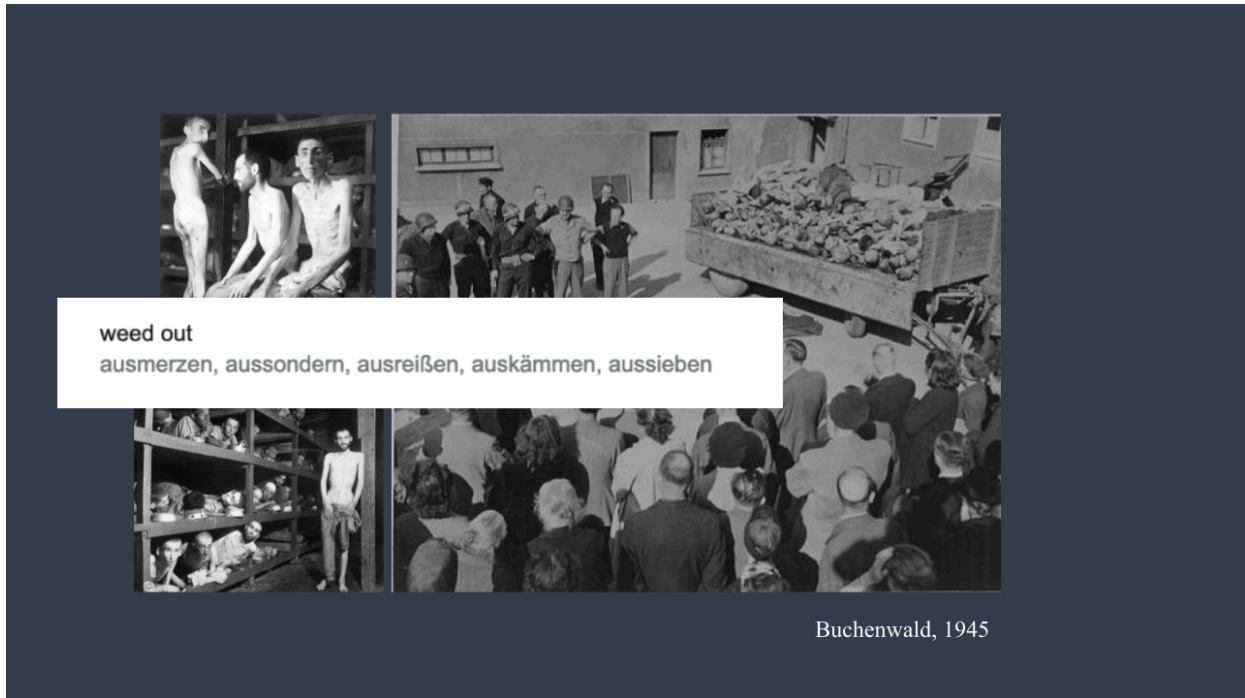 weed out
ausmerzen, aussondern, ausreißen, auskämmen, aussieben
Buchenwald, 1945